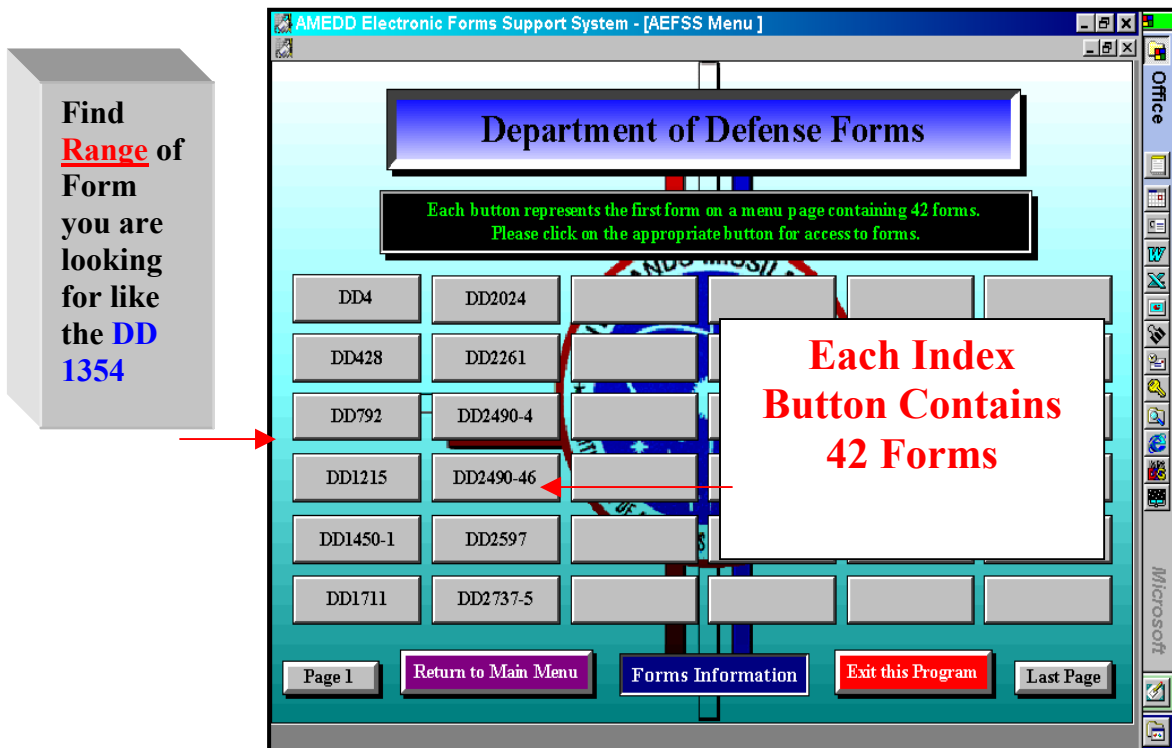 AMEDD Electronic Forms Support System - [AEFSS Menu ]
Find
Range of
Form
you are
looking
for like
the DD
1354
Department of Defense Forms
Each button represents the first form on a menu page containing 42 forms.
Please click on the appropriate button for access to forms.
DD4
DD2024
DD428
DD2261
DD792
DD2490-4
DD1215
DD2490-46
DD1450-1
DD2597
DD1711
DD2737-5
Each Index
Button Contains
42 Forms
Page 1
Return to Main Menu
Forms Information
Exit this Program
Last Page
Office
Microsoft